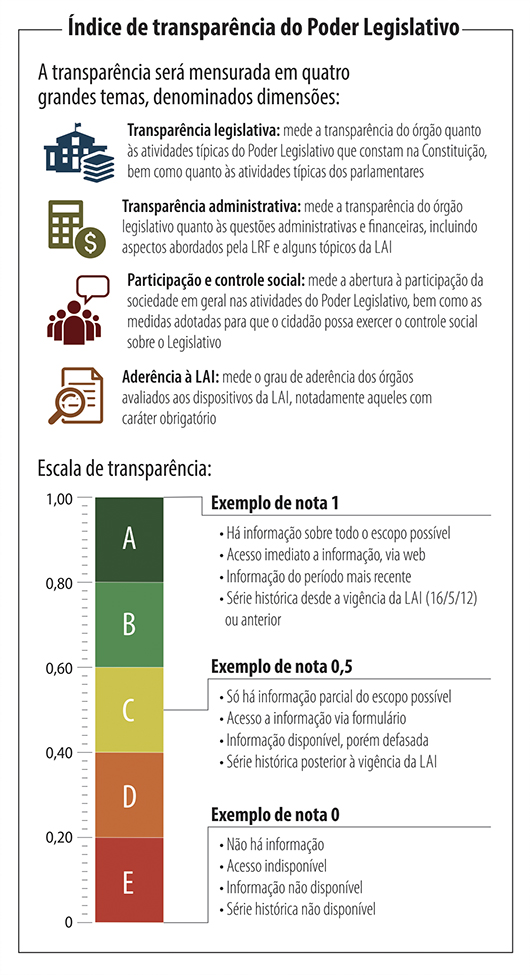 Índice de transparência do Poder Legislativo
A transparência será mensurada em quatro
grandes temas, denominados dimensões:
Transparência legislativa: mede a transparência do órgão quanto
às atividades típicas do Poder Legislativo que constam na Constituição,
bem como quanto às atividades típicas dos parlamentares
Transparência administrativa: mede a transparência do órgão
legislativo quanto às questões administrativas e financeiras, incluindo
aspectos abordados pela LRF e alguns tópicos da LAI
$
Participação e controle social: mede a abertura à participação da
sociedade em geral nas atividades do Poder Legislativo, bem como as
medidas adotadas para que o cidadão possa exercer o controle social
sobre o Legislativo
Aderência à LAI: mede o grau de aderência dos órgãos
avaliados aos dispositivos da LAI, notadamente aqueles com
caráter obrigatório
Escala de transparência:
1,00
A
0,80
B
0,60
C
0,40
D
0,20
E
0
Exemplo de nota 1
• Há informação sobre todo o escopo possível
• Acesso imediato a informação, via web
• Informação do período mais recente
• Série histórica desde a vigência da LAI (16/5/12)
ou anterior
Exemplo de nota 0,5
• Só há informação parcial do escopo possível
• Acesso a informação via formulário
• Informação disponível, porém defasada
• Série histórica posterior à vigência da LAI
Exemplo de nota 0
• Não há informação
• Acesso indisponível
• Informação não disponível
• Série histórica não disponível